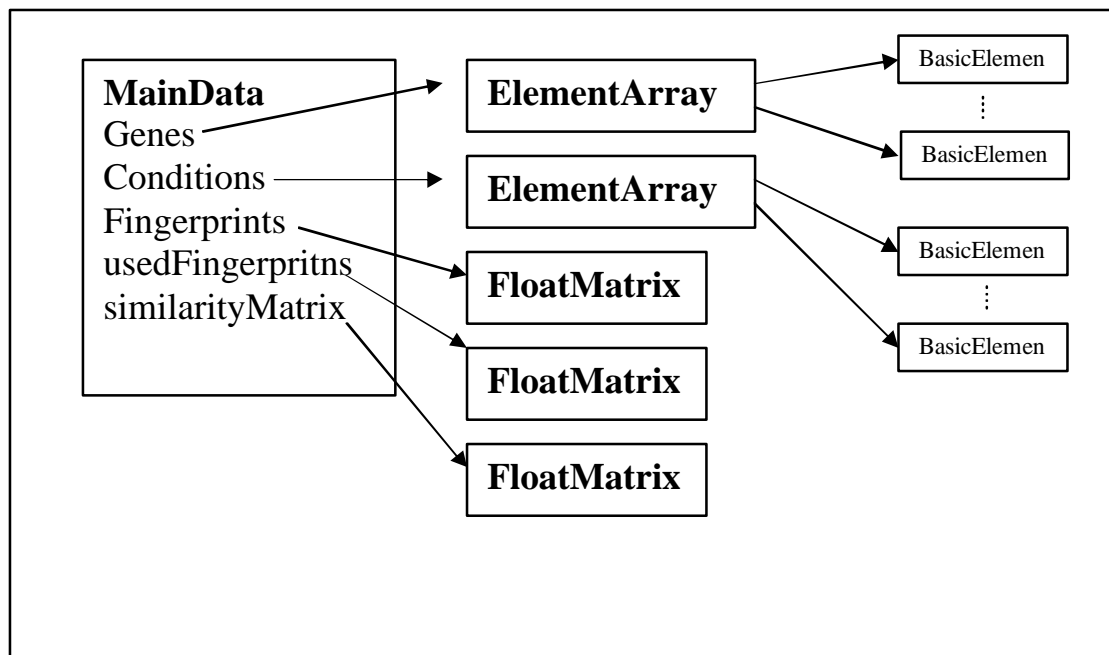 MainData
Genes
Conditions
Fingerprints
usedFingerpritns
similarityMatrix
ElementArray
ElementArray
FloatMatrix
FloatMatrix
FloatMatrix
BasicElemen
BasicElemen
BasicElemen
BasicElemen